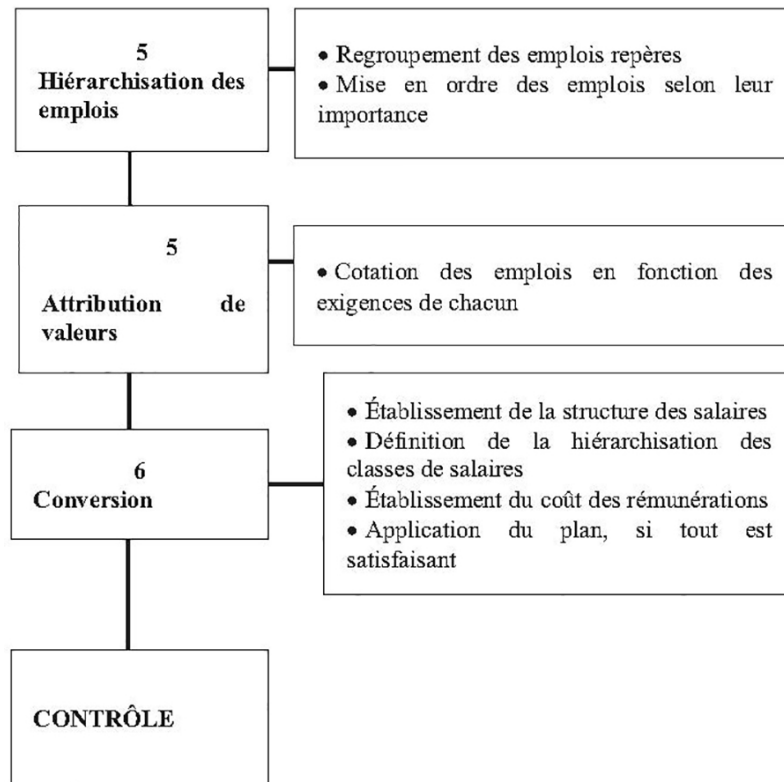 5
Hiérarchisation des
emplois
• Regroupement des emplois repères
• Mise en ordre des emplois selon leur
importance
5
Attribution de
valeurs
• Cotation des emplois en fonction des
exigences de chacun
6
Conversion
• Établissement de la structure des salaires
• Définition de la hiérarchisation des
classes de salaires
• Établissement du coût des rémunérations
• Application du plan, si tout est
satisfaisant
CONTRÔLE